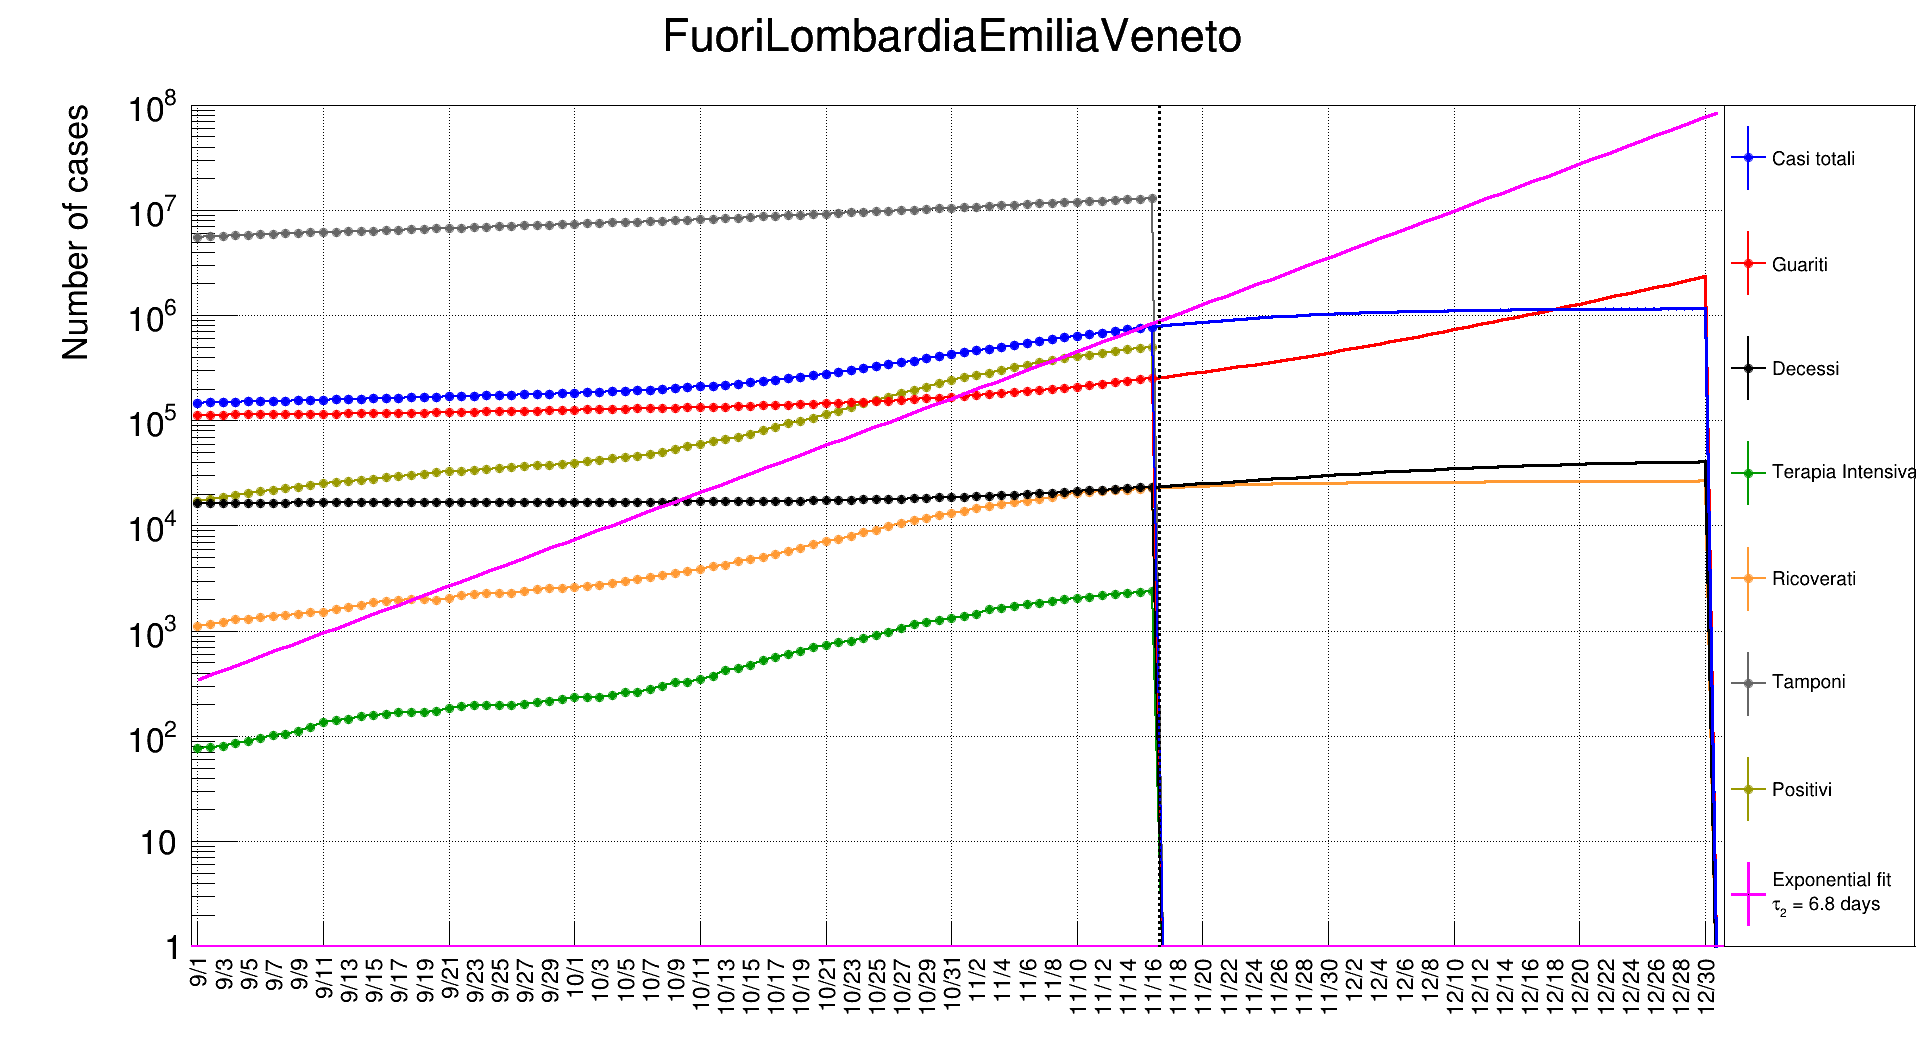 FuoriLombardiaEmiliaVeneto
Number of cases
10^8
10^7
10^6
10^5
10^4
10^3
10^2
10
1
9/1 9/3 9/5 9/7 9/9 9/11 9/13 9/15 9/17 9/19 9/21 9/23 9/25 9/27 9/29 10/1 10/3 10/5 10/7 10/9 10/11 10/13 10/15 10/17 10/19 10/21 10/23 10/25 10/27 10/29 10/31 11/2 11/4 11/6 11/8 11/10 11/12 11/14 11/16 11/18 11/20 11/22 11/24 11/26 11/28 11/30 12/2 12/4 12/6 12/8 12/10 12/12 12/14 12/16 12/18 12/20 12/22 12/24 12/26 12/28 12/30
Casi totali
Guariti
Decessi
Terapia Intensiva
Ricoverati
Tamponi
Positivi
Exponential fit
τ_2 = 6.8 days